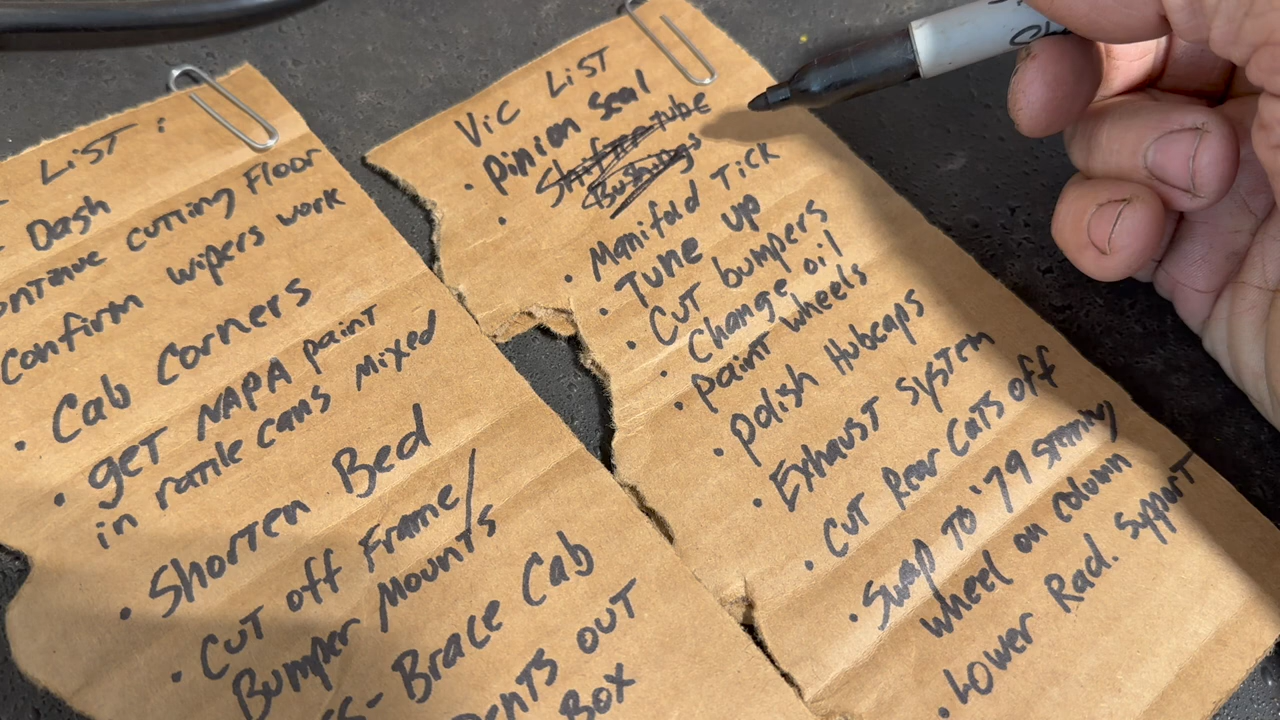 List:
Dash
Continue cutting Floor
Confirm wipers work
• Cab Corners
• get NAPA paint
in rattle cans mixed
• Shorten Bed
• Cut off Frame/
Bumper Mounts
- Brace Cab
Dents out
Box
Vic List
• Pinion Seal
• tube
Bushings
• Manifold Tick
• Tune up
• Cut bumpers
• Change oil
• paint wheels
• polish Hubcaps
• Exhaust System
• Cut Rear Cats off
• Swap to '79 steering
wheel on column
• Lower Rad. Support